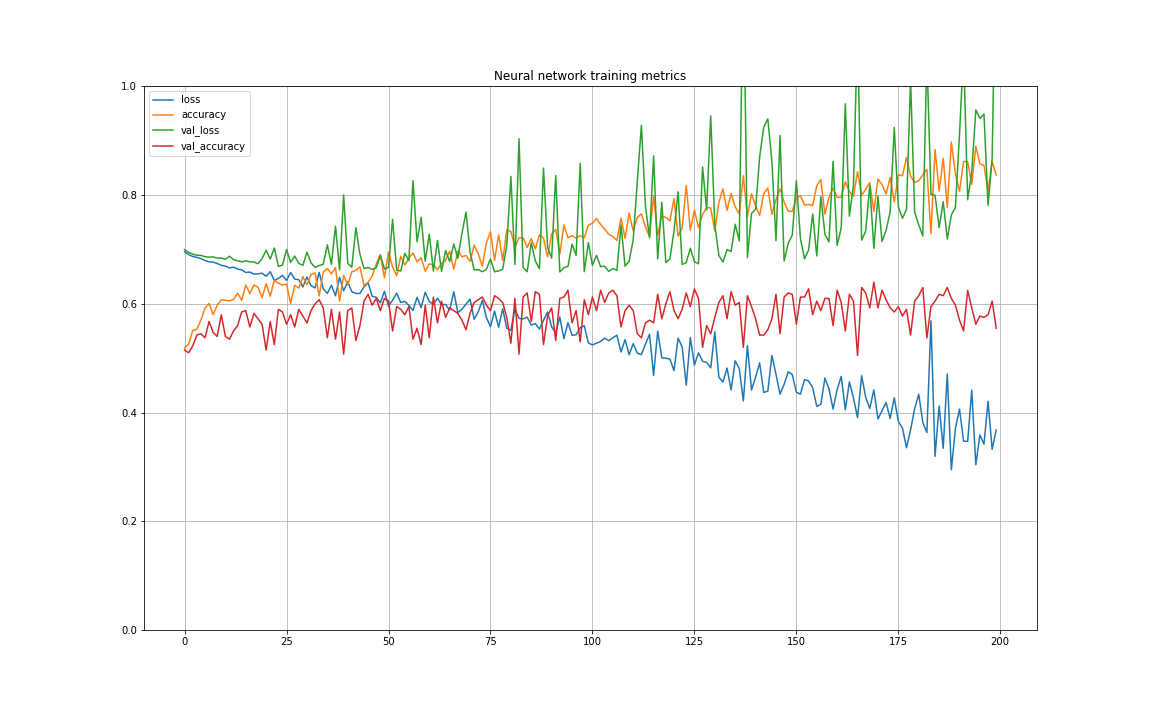 Neural network training metrics
1.0
0.8
0.6
0.4
0.2
0.0
loss
accuracy
val_loss
val_accuracy
0 25 50 75 100 125 150 175 200